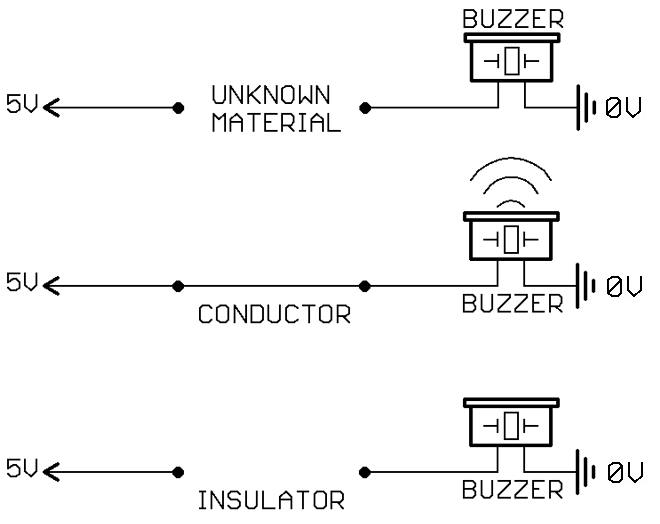 BUZZER
5V
UNKNOWN
MATERIAL
0V
5V
CONDUCTOR
BUZZER
0V
5V
INSULATOR
BUZZER
0V